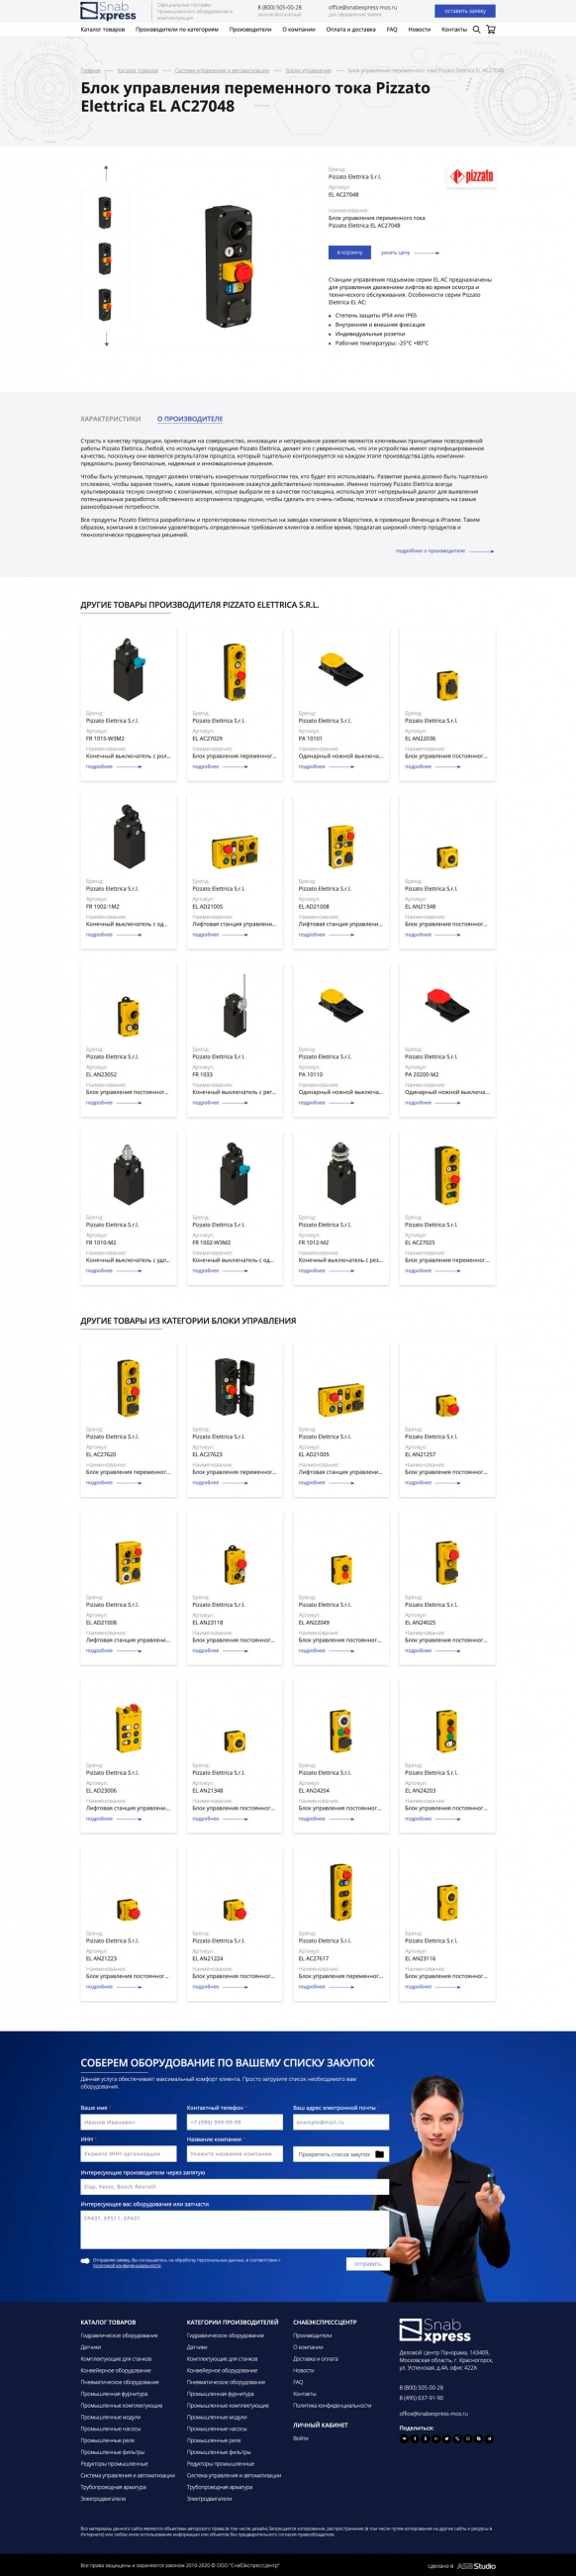 Snab
Xpress
Официальные поставки
промышленного оборудования и
комплектующих
8 (800) 505-00-28
звонок бесплатный
office@snabexpress-mos.ru
для оформления заявок
оставить заявку
Каталог товаров Производители по категориям Производители О компании Оплата и доставка FAQ Новости Контакты
Главная Каталог товаров Система управления и автоматизации Блоки управления Блок управления переменного тока Pizzato Elettrica EL AC27048
Блок управления переменного тока Pizzato
Elettrica EL AC27048
Бренд:
Pizzato Elettrica S.r.l.
Артикул:
EL AC27048
Наименование:
Блок управления переменного тока
Pizzato Elettrica EL AC27048
pizzato
в корзину узнать цену
Станции управления подъемом серии EL AC предназначены
для управления движением лифтов во время осмотра и
технического обслуживания. Особенности серии Pizzato
Elettrica EL AC:
Степень защиты IP54 или IP65
Внутренняя и внешняя фиксация
Индивидуальные розетки
Рабочие температуры: -25°C +80°C
ХАРАКТЕРИСТИКИ О ПРОИЗВОДИТЕЛЕ
Страсть к качеству продукции, ориентация на совершенство, инновации и непрерывное развитие являются ключевыми принципами повседневной
работы Pizzato Elettrica. Любой, кто использует продукцию Pizzato Elettrica, делает это с уверенностью, что эти устройства имеют сертифицированное
качество, поскольку они являются результатом процесса, который тщательно контролируется на каждом этапе производства.Цель компании-
предложить рынку безопасные, надежные и инновационные решения.
Чтобы быть успешным, продукт должен отвечать конкретным потребностям тех, кто будет его использовать. Развитие рынка должно быть тщательно
отслежено, чтобы заранее понять, какие новые применения окажутся действительно полезными. Именно поэтому Pizzato Elettrica всегда
культивировала тесную синергию с компаниями, которые выбрали ее в качестве поставщика, используя этот непрерывный диалог для выявления
потенциальных разработок собственного ассортимента продукции, чтобы сделать его очень гибким, полным и способным реагировать на самые
разнообразные потребности.
Все продукты Pizzato Elettrica разработаны и протестированы полностью на заводах компании в Маростике, в провинции Виченца в Италии. Таким
образом, компания в состоянии удовлетворить определенные требования клиентов в любое время, предлагая широкий спектр продуктов и
технологически продвинутых решений.
подробнее о производителе
ДРУГИЕ ТОВАРЫ ПРОИЗВОДИТЕЛЯ PIZZATO ELETTRICA S.R.L.
Бренд: Бренд: Бренд: Бренд:
Pizzato Elettrica S.r.l. Pizzato Elettrica S.r.l. Pizzato Elettrica S.r.l. Pizzato Elettrica S.r.l.
Артикул: Артикул: Артикул: Артикул:
FR 1015-W3M2 EL AC27029 PA 10101 EL AN22036
Наименование: Наименование: Наименование: Наименование:
Конечный выключатель с рол... Блок управления переменног... Одинарный ножной выключа... Блок управления постоянног...
подробнее подробнее подробнее подробнее
Бренд: Бренд: Бренд: Бренд:
Pizzato Elettrica S.r.l. Pizzato Elettrica S.r.l. Pizzato Elettrica S.r.l. Pizzato Elettrica S.r.l.
Артикул: Артикул: Артикул: Артикул:
FR 1002-1M2 EL AD21005 EL AD21008 EL AN21348
Наименование: Наименование: Наименование: Наименование:
Конечный выключатель с од... Лифтовая станция управлени... Лифтовая станция управлени... Блок управления постоянног...
подробнее подробнее подробнее подробнее
Бренд: Бренд: Бренд: Бренд:
Pizzato Elettrica S.r.l. Pizzato Elettrica S.r.l. Pizzato Elettrica S.r.l. Pizzato Elettrica S.r.l.
Артикул: Артикул: Артикул: Артикул:
EL AN23052 FR 1033 PA 10110 PA 20200-M2
Наименование: Наименование: Наименование: Наименование:
Блок управления постоянног... Конечный выключатель с рег... Одинарный ножной выключа... Одинарный ножной выключа...
подробнее подробнее подробнее подробнее
Бренд: Бренд: Бренд: Бренд:
Pizzato Elettrica S.r.l. Pizzato Elettrica S.r.l. Pizzato Elettrica S.r.l. Pizzato Elettrica S.r.l.
Артикул: Артикул: Артикул: Артикул:
FR 1010-M2 FR 1002-W3M2 FR 1012-M2 EL AC27025
Наименование: Наименование: Наименование: Наименование:
Конечный выключатель с удл... Конечный выключатель с од... Конечный выключатель с рез... Блок управления переменног...
подробнее подробнее подробнее подробнее
ДРУГИЕ ТОВАРЫ ИЗ КАТЕГОРИИ БЛОКИ УПРАВЛЕНИЯ
Бренд: Бренд: Бренд: Бренд:
Pizzato Elettrica S.r.l. Pizzato Elettrica S.r.l. Pizzato Elettrica S.r.l. Pizzato Elettrica S.r.l.
Артикул: Артикул: Артикул: Артикул:
EL AC27620 EL AC27623 EL AD21005 EL AN21257
Наименование: Наименование: Наименование: Наименование:
Блок управления переменног... Блок управления переменног... Лифтовая станция управлени... Блок управления постоянног...
подробнее подробнее подробнее подробнее
Бренд: Бренд: Бренд: Бренд:
Pizzato Elettrica S.r.l. Pizzato Elettrica S.r.l. Pizzato Elettrica S.r.l. Pizzato Elettrica S.r.l.
Артикул: Артикул: Артикул: Артикул:
EL AD21008 EL AN23118 EL AN22049 EL AN24025
Наименование: Наименование: Наименование: Наименование:
Лифтовая станция управлени... Блок управления постоянног... Блок управления постоянног... Блок управления постоянног...
подробнее подробнее подробнее подробнее
Бренд: Бренд: Бренд: Бренд:
Pizzato Elettrica S.r.l. Pizzato Elettrica S.r.l. Pizzato Elettrica S.r.l. Pizzato Elettrica S.r.l.
Артикул: Артикул: Артикул: Артикул:
EL AD23006 EL AN21348 EL AN24204 EL AN24203
Наименование: Наименование: Наименование: Наименование:
Лифтовая станция управлени... Блок управления постоянног... Блок управления постоянног... Блок управления постоянног...
подробнее подробнее подробнее подробнее
Бренд: Бренд: Бренд: Бренд:
Pizzato Elettrica S.r.l. Pizzato Elettrica S.r.l. Pizzato Elettrica S.r.l. Pizzato Elettrica S.r.l.
Артикул: Артикул: Артикул: Артикул:
EL AN21223 EL AN21224 EL AC27617 EL AN23116
Наименование: Наименование: Наименование: Наименование:
Блок управления постоянног... Блок управления постоянног... Блок управления переменног... Блок управления постоянног...
подробнее подробнее подробнее подробнее
СОБЕРЕМ ОБОРУДОВАНИЕ ПО ВАШЕМУ СПИСКУ ЗАКУПОК
Данная услуга обеспечивает максимальный комфорт клиента. Просто загрузите список необходимого вам
оборудования.
Ваше имя * Контактный телефон * Ваш адрес электронной почты *
Иванов Иванович +7 (999) 999-99-99 example@mail.ru
ИНН * Название компании *
Укажите ИНН организации Укажите название компании Прикрепить список закупок
Интересующие производители через запятую
Elap, Festo, Bosch Rexroth
Интересующее вас оборудование или запчасти
EP431, EP511, EP431
Отправляя заявку, Вы соглашаетесь на обработку персональных данных, в соответствии с
политикой конфиденциальности.
отправить
КАТАЛОГ ТОВАРОВ
Гидравлическое оборудование
Датчики
Комплектующие для станков
Конвейерное оборудование
Пневматическое оборудование
Промышленная фурнитура
Промышленные комплектующие
Промышленные модули
Промышленные насосы
Промышленные реле
Промышленные фильтры
Редукторы промышленные
Система управления и автоматизации
Трубопроводная арматура
Электродвигатели
КАТЕГОРИИ ПРОИЗВОДИТЕЛЕЙ
Гидравлическое оборудование
Датчики
Комплектующие для станков
Конвейерное оборудование
Пневматическое оборудование
Промышленная фурнитура
Промышленные комплектующие
Промышленные модули
Промышленные насосы
Промышленные реле
Промышленные фильтры
Редукторы промышленные
Система управления и автоматизации
Трубопроводная арматура
Электродвигатели
СНАБЭКСПРЕССЦЕНТР
Производители
О компании
Доставка и оплата
Новости
FAQ
Контакты
Политика конфиденциальности
ЛИЧНЫЙ КАБИНЕТ
Войти
Snab
Xpress
Деловой Центр Панорама, 143409,
Московская область, г. Красногорск,
ул. Успенская, д.4А, офис 422А
8 (800) 505-00-28
8 (495) 637-91-90
office@snabexpress-mos.ru
Поделиться:
Все материалы данного сайта являются объектами авторского права (в том числе дизайн) Запрещается копирование, распространение (в том числе путем копирования на другие сайты и ресурсы в
Интернете) или любое иное использование информации или объектов без предварительного согласия правообладателя.
Все права защищены и охраняются законом 2010-2020 © ООО "СнабЭкспрессЦентр"
сделано в Studio